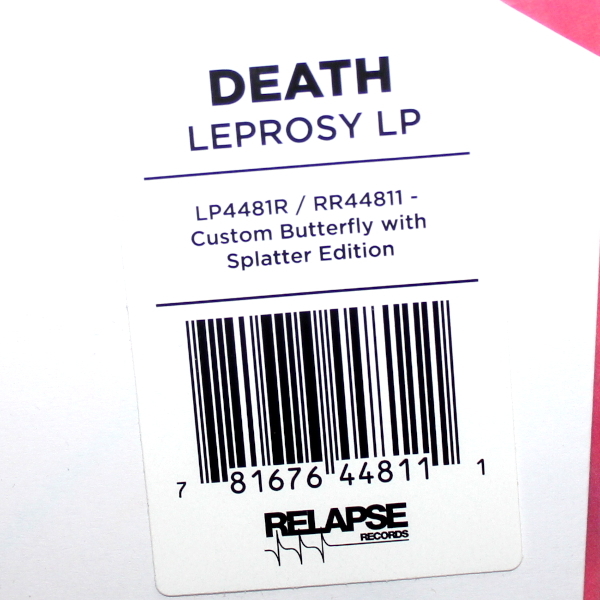 DEATH
LEPROSY LP
LP4481R / RR44811 -
Custom Butterfly with
Splatter Edition
7 81676 44811 1
RELAPSE
RECORDS